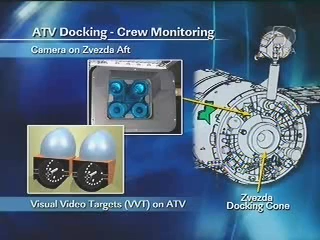 ATV Docking - Crew Monitoring
Camera on Zvezda Aft
Visual Video Targets (VVT) on ATV
Zvezda
Docking Cone